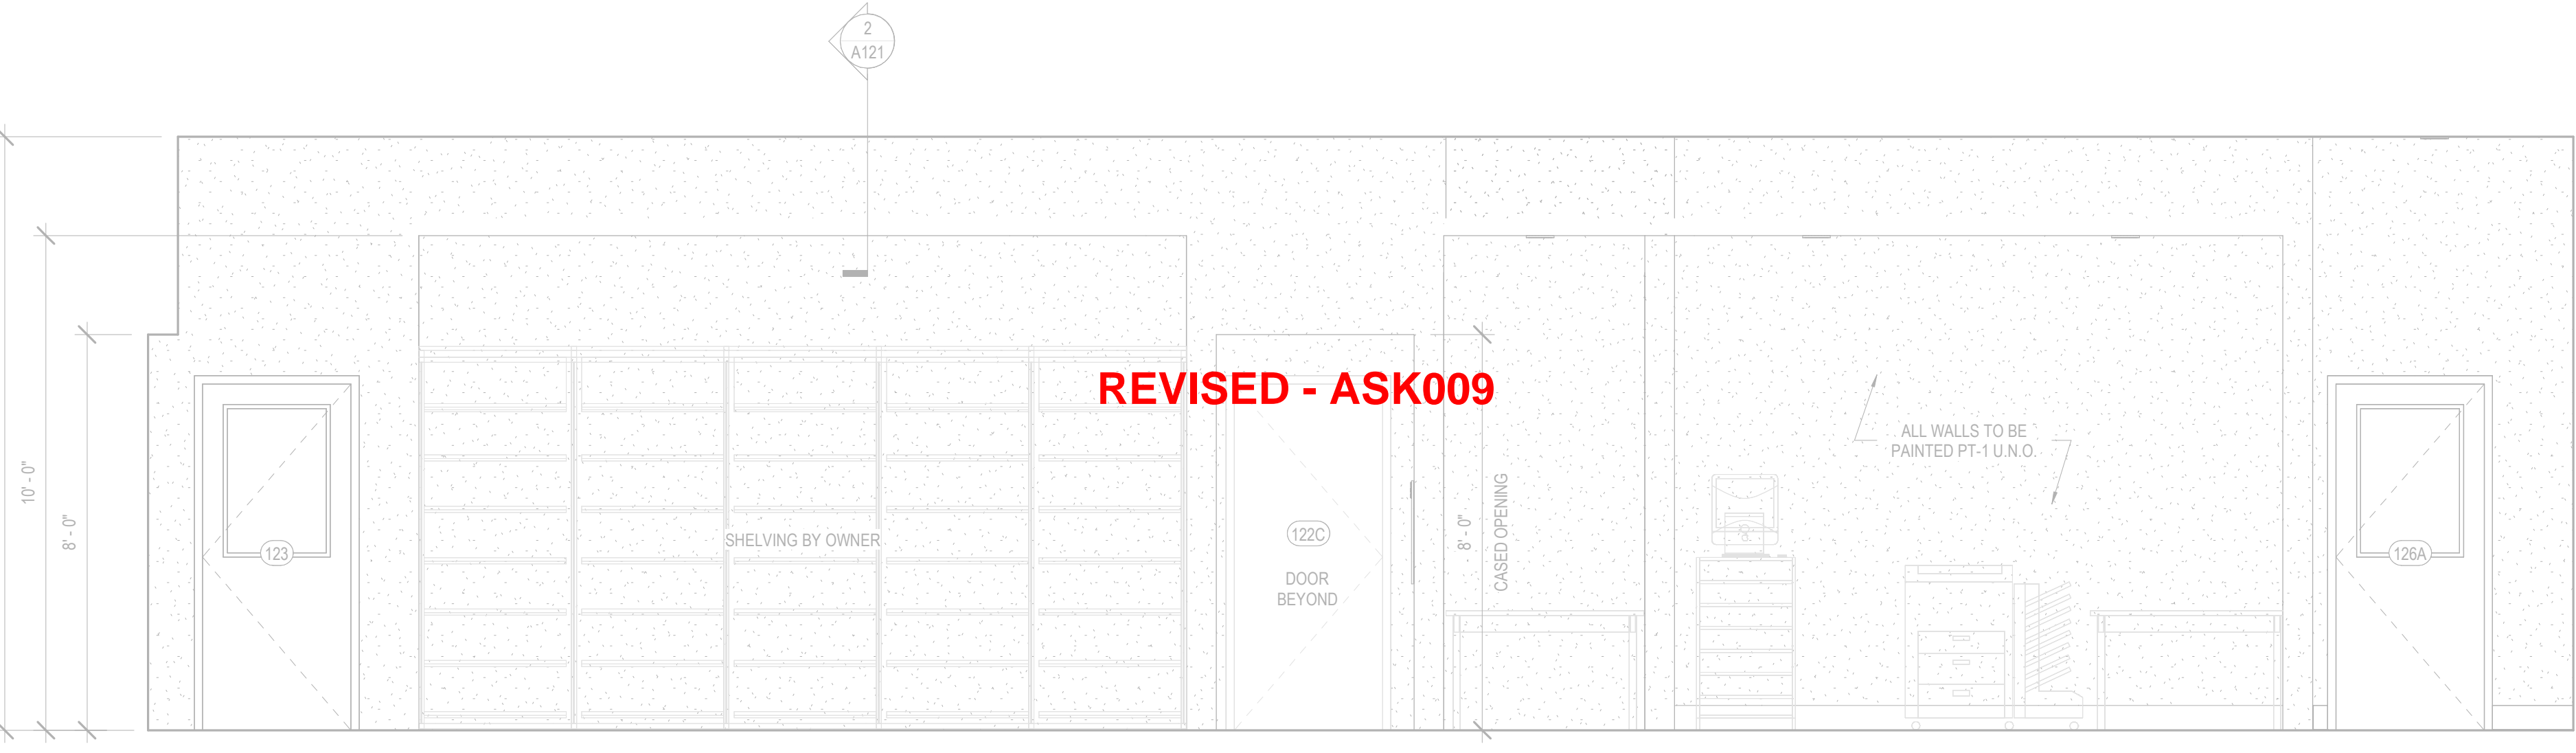 2
A121
REVISED - ASK009
ALL WALLS TO BE
PAINTED PT-1 U.N.O.
10' - 0"
8' - 0"
SHELVING BY OWNER
123
122C
DOOR
BEYOND
8' - 0"
CASED OPENING
126A